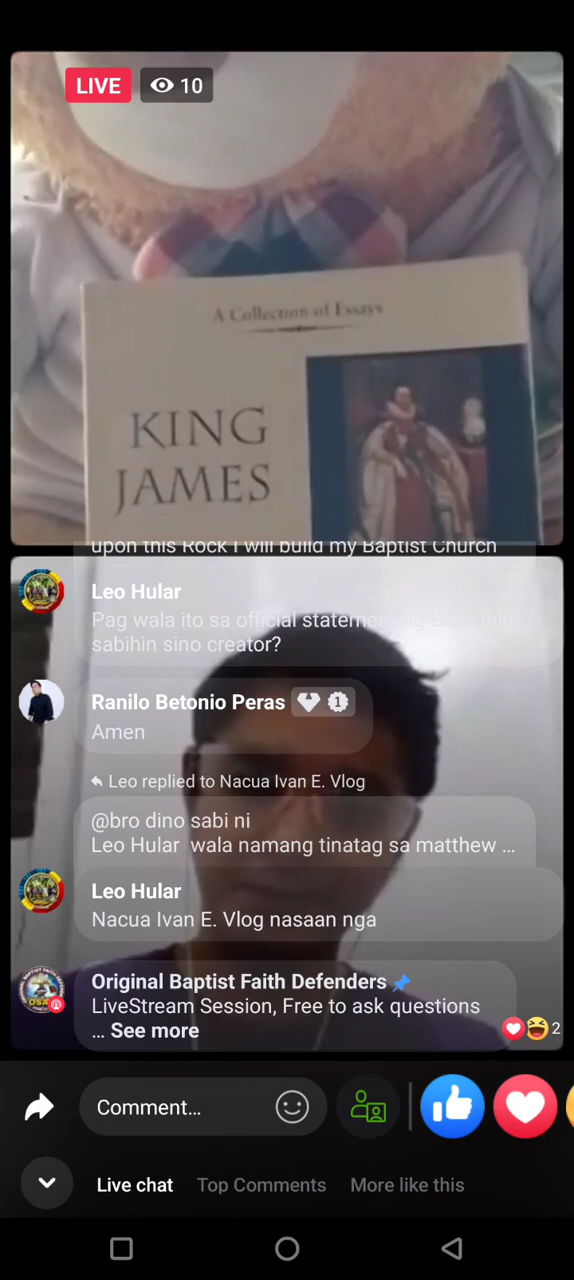 LIVE
10
A Collection of Essays
KING
JAMES
upon this Rock I will build my Baptist Church
Leo Hular
Pag wala ito sa official statement
sabihin sino creator?
Ranilo Betonio Peras 1
Amen
Leo replied to Nacua Ivan E. Vlog
@bro dino sabi ni
Leo Hular wala namang tinatag sa matthew ...
Leo Hular
Nacua Ivan E. Vlog nasaan nga
Original Baptist Faith Defenders
LiveStream Session, Free to ask questions
... See more
2
Comment...
Live chat
Top Comments
More like this